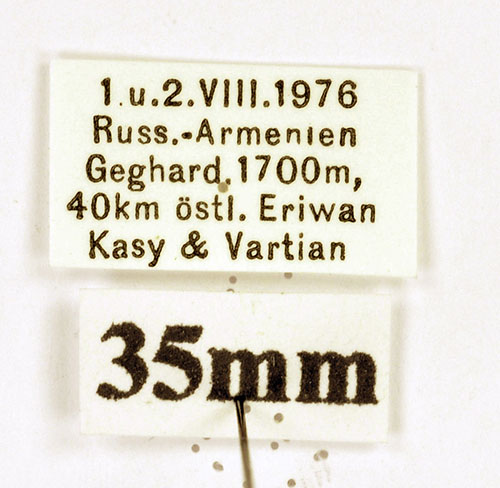 1.u.2.VIII.1976
Russ.-Armenien
Geghard.1700m,
40km östl. Eriwan
Kasy & Vartian
35mm